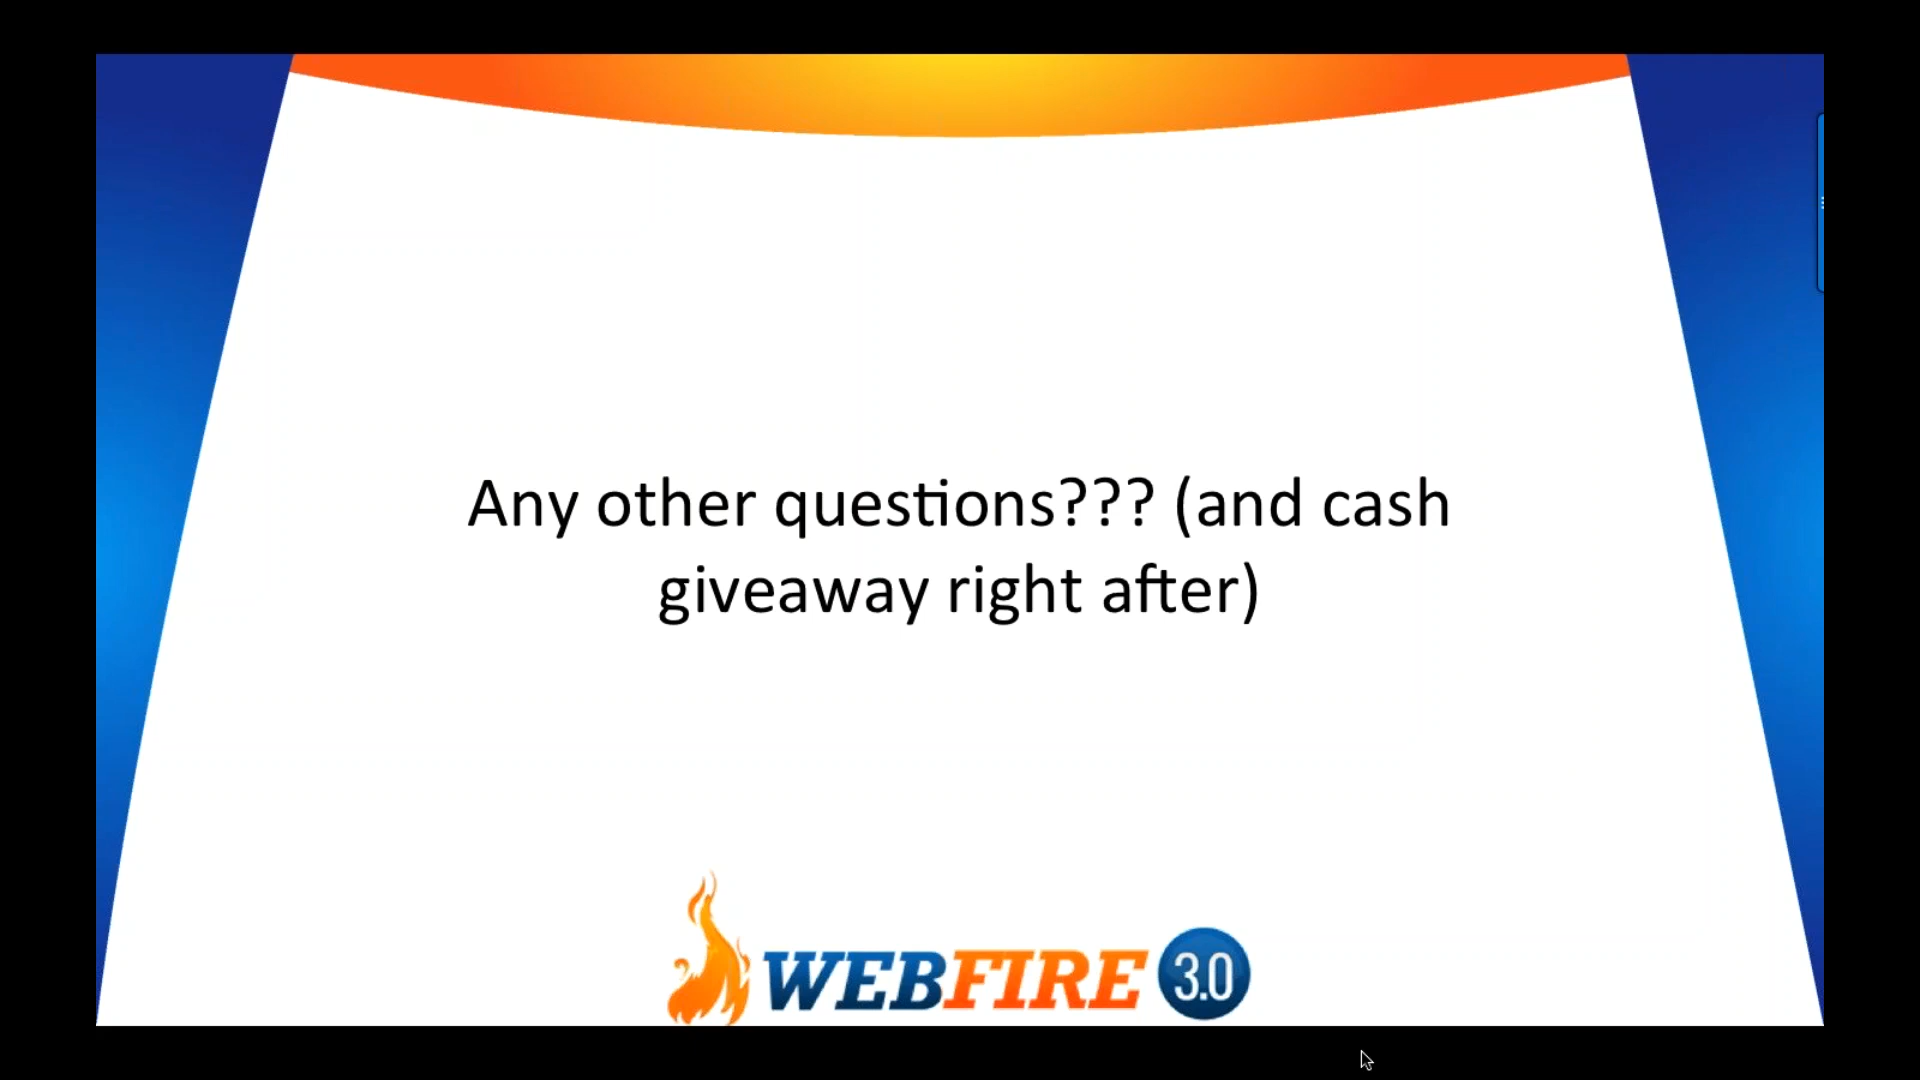 Any other questions??? (and cash
giveaway right after)
WEBFIRE 3.0